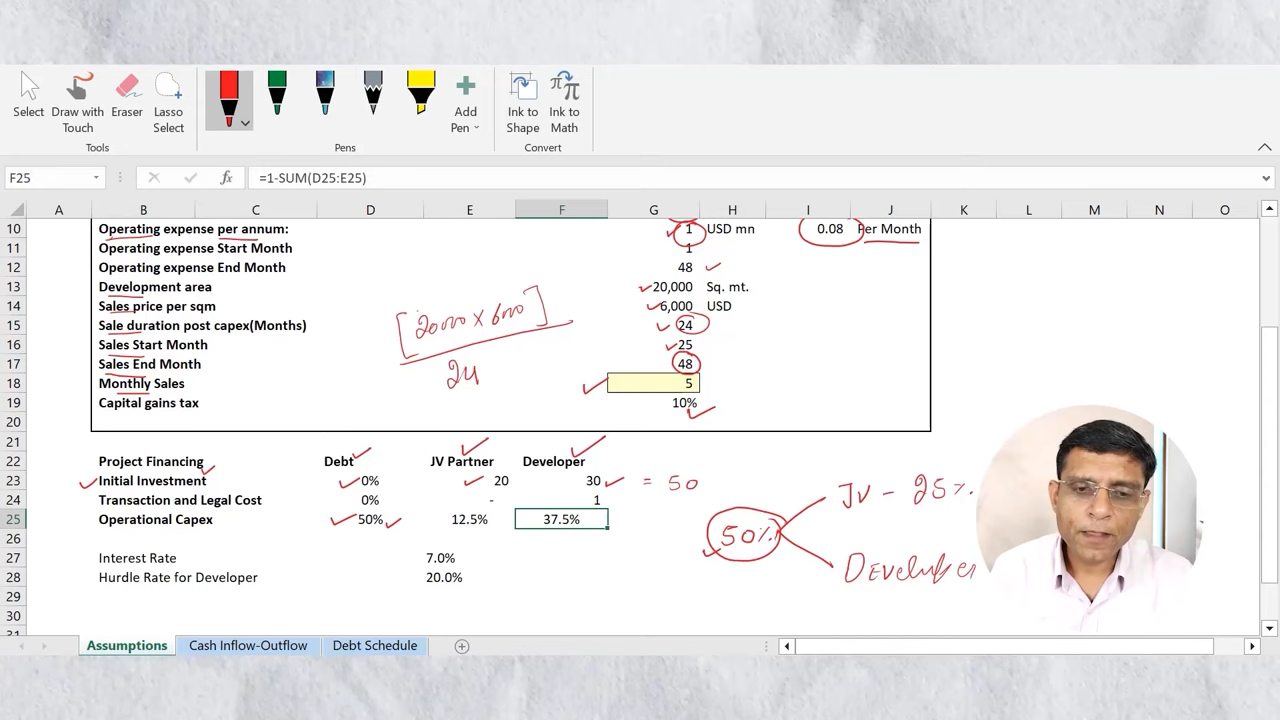 Select
Draw with Touch
Eraser
Lasso Select
Add Pen
Ink to Shape
Ink to Math
Tools
Pens
Convert
F25
fx
=1-SUM(D25:E25)
A B C D E F G H I J K L M N O
10 Operating expense per annum: 1 USD mn 0.08 Per Month
11 Operating expense Start Month 1
12 Operating expense End Month 48
13 Development area 20,000 Sq. mt.
14 Sales price per sqm 6,000 USD
15 Sale duration post capex(Months) 24
16 Sales Start Month 25
17 Sales End Month 48
18 Monthly Sales 5
19 Capital gains tax 10%
20
[20000 x 6000]
24
21
22 Project Financing Debt JV Partner Developer
23 Initial Investment 0% 20 30 = 50
24 Transaction and Legal Cost 0% - 1
25 Operational Capex 50% 12.5% 37.5%
26
50%
JV - 25%.
Developer
27 Interest Rate 7.0%
28 Hurdle Rate for Developer 20.0%
29
30
31
Assumptions
Cash Inflow-Outflow
Debt Schedule